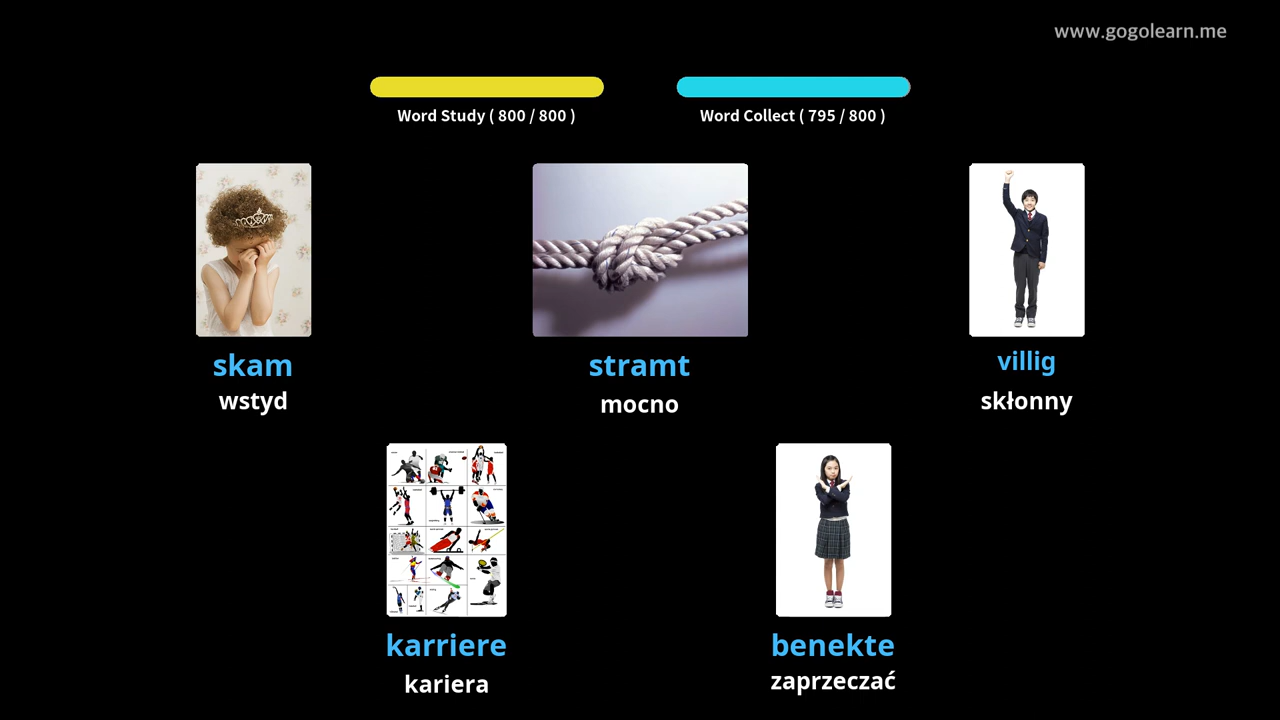 www.gogolearn.me
Word Study ( 800 / 800 )
Word Collect ( 795 / 800 )
skam
wstyd
stramt
mocno
villig
skłonny
karriere
kariera
benekte
zaprzeczać